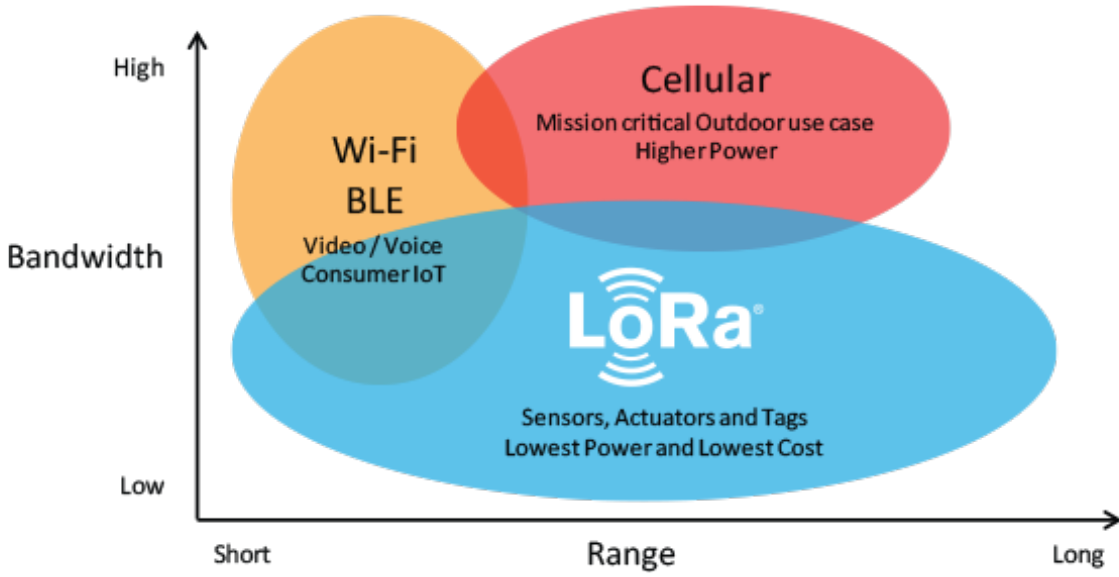 High
Cellular
Mission critical Outdoor use case
Higher Power
Wi-Fi
BLE
Video / Voice
Consumer IoT
Bandwidth
LoRa®
Sensors, Actuators and Tags
Lowest Power and Lowest Cost
Low
Short
Range
Long